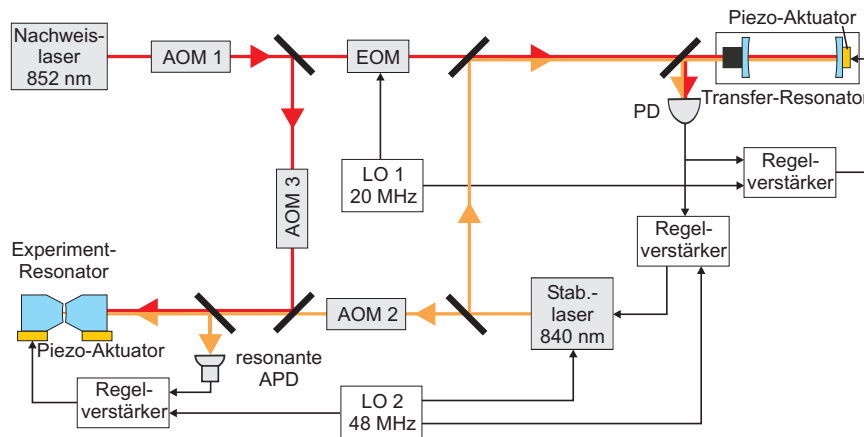 Nachweis-
laser
852 nm
AOM 1
EOM
Piezo-Aktuator
Transfer-Resonator
PD
LO 1
20 MHz
Regel-
verstärker
AOM 3
Regel-
verstärker
Experiment-
Resonator
Piezo-Aktuator
AOM 2
Stab.-
laser
840 nm
resonante
APD
Regel-
verstärker
LO 2
48 MHz